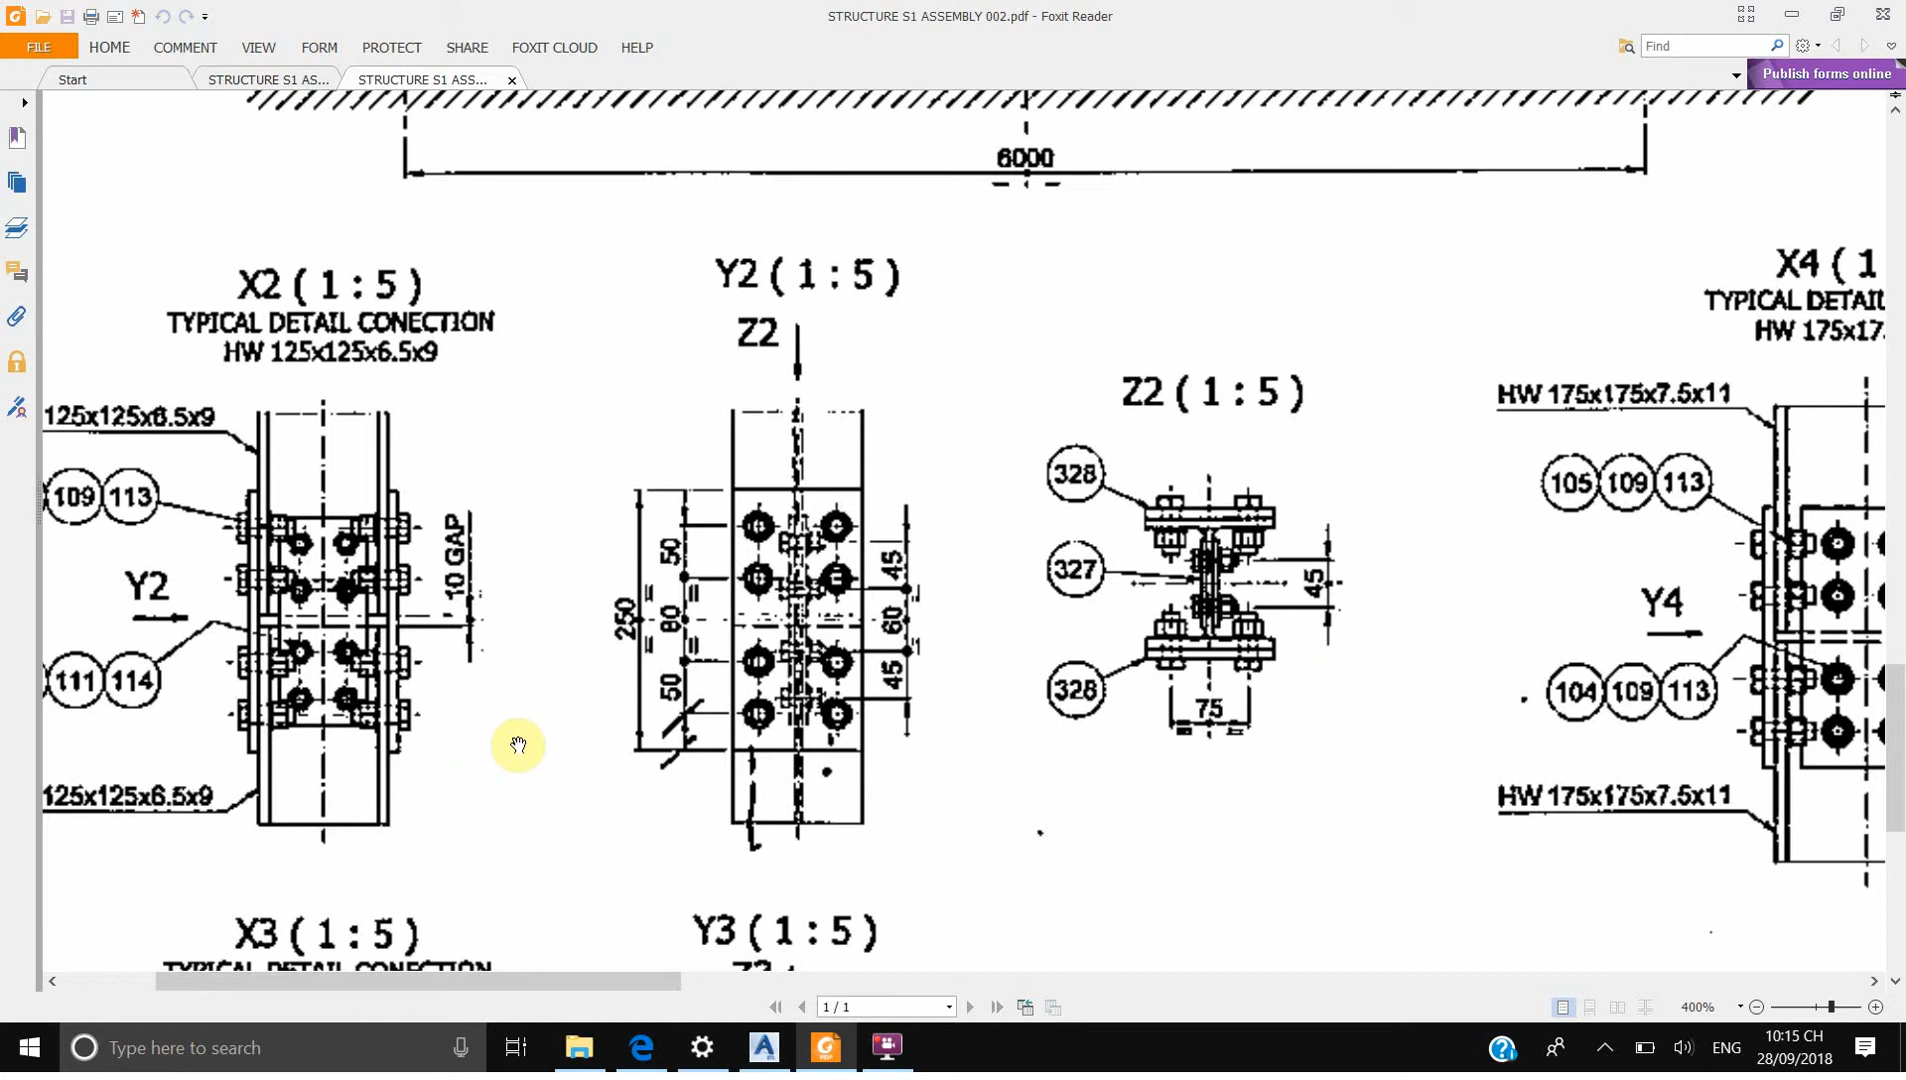 STRUCTURE S1 ASSEMBLY 002.pdf - Foxit Reader
FILE HOME COMMENT VIEW FORM PROTECT SHARE FOXIT CLOUD HELP
Find
Start
STRUCTURE S1 AS...
STRUCTURE S1 ASS...
Publish forms online
6000
X2 ( 1 : 5 )
TYPICAL DETAIL CONECTION
HW 125x125x6.5x9
125x125x6.5x9
109 113
Y2
10 GAP
111 114
125x125x6.5x9
Y2 ( 1 : 5 )
Z2
250
50
80
50
45
60
45
Z2 ( 1 : 5 )
328
327
328
45
75
X4 ( 1
TYPICAL DETAIL
HW 175x17
HW 175x175x7.5x11
105 109 113
Y4
104 109 113
HW 175x175x7.5x11
X3 ( 1 : 5 )
TYPICAL DETAIL CONECTION
Y3 ( 1 : 5 )
Z3
1 / 1
400%
Type here to search
ENG
10:15 CH
28/09/2018